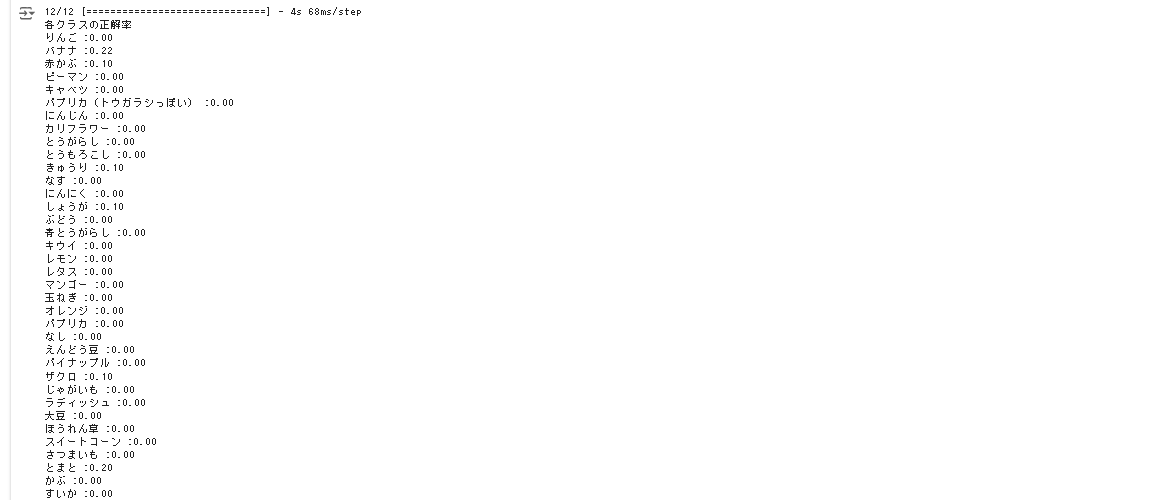 12/12 [==============================] - 4s 68ms/step
各クラスの正解率
りんご :0.00
バナナ :0.22
赤かぶ :0.10
ピーマン :0.00
キャベツ :0.00
パプリカ（トウガラシっぽい） :0.00
にんじん :0.00
カリフラワー :0.00
とうがらし :0.00
とうもろこし :0.00
きゅうり :0.10
なす :0.00
にんにく :0.00
しょうが :0.10
ぶどう :0.00
青とうがらし :0.00
キウイ :0.00
レモン :0.00
レタス :0.00
マンゴー :0.00
玉ねぎ :0.00
オレンジ :0.00
パプリカ :0.00
なし :0.00
えんどう豆 :0.00
パイナップル :0.00
ザクロ :0.10
じゃがいも :0.00
ラディッシュ :0.00
大豆 :0.00
ほうれん草 :0.00
スイートコーン :0.00
さつまいも :0.00
とまと :0.20
かぶ :0.00
すいか :0.00